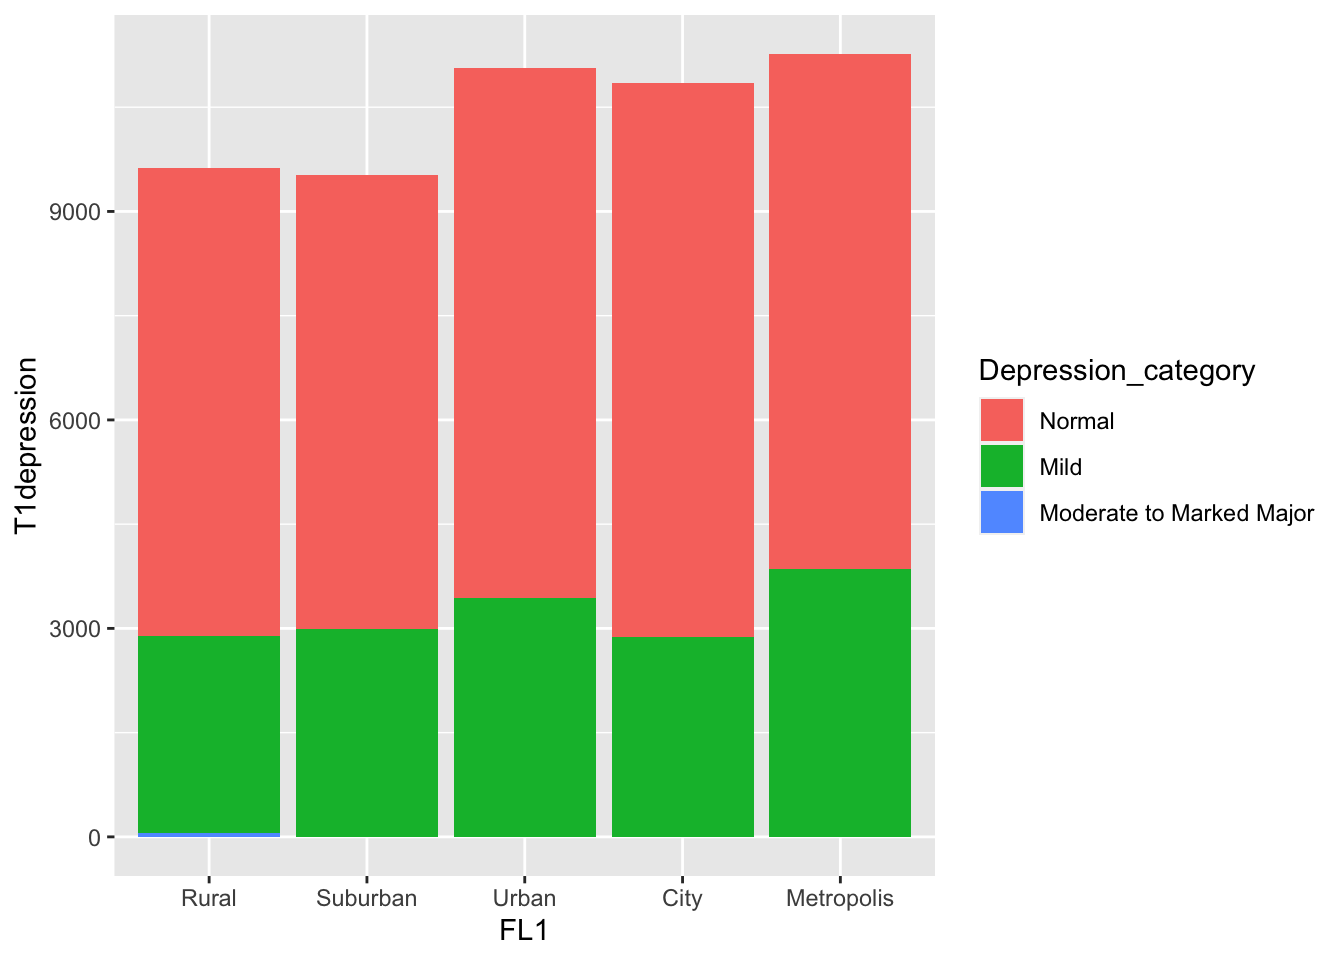 T1depression
9000
6000
3000
0
Rural
Suburban
Urban
City
Metropolis
FL1
Depression_category
Normal
Mild
Moderate to Marked Major